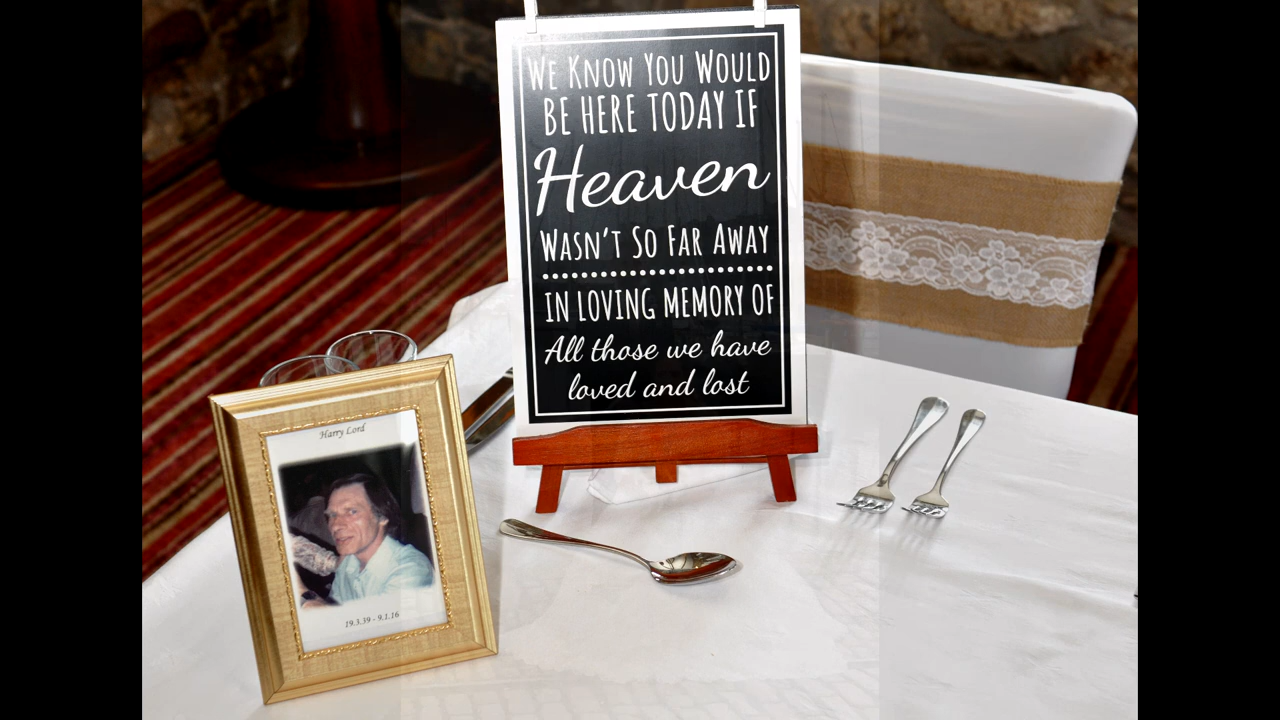 We Know You Would
be here today if
Heaven
Wasn't So Far Away
in loving memory of
All those we have
loved and lost
Harry Lord
19.3.39 - 9.1.16